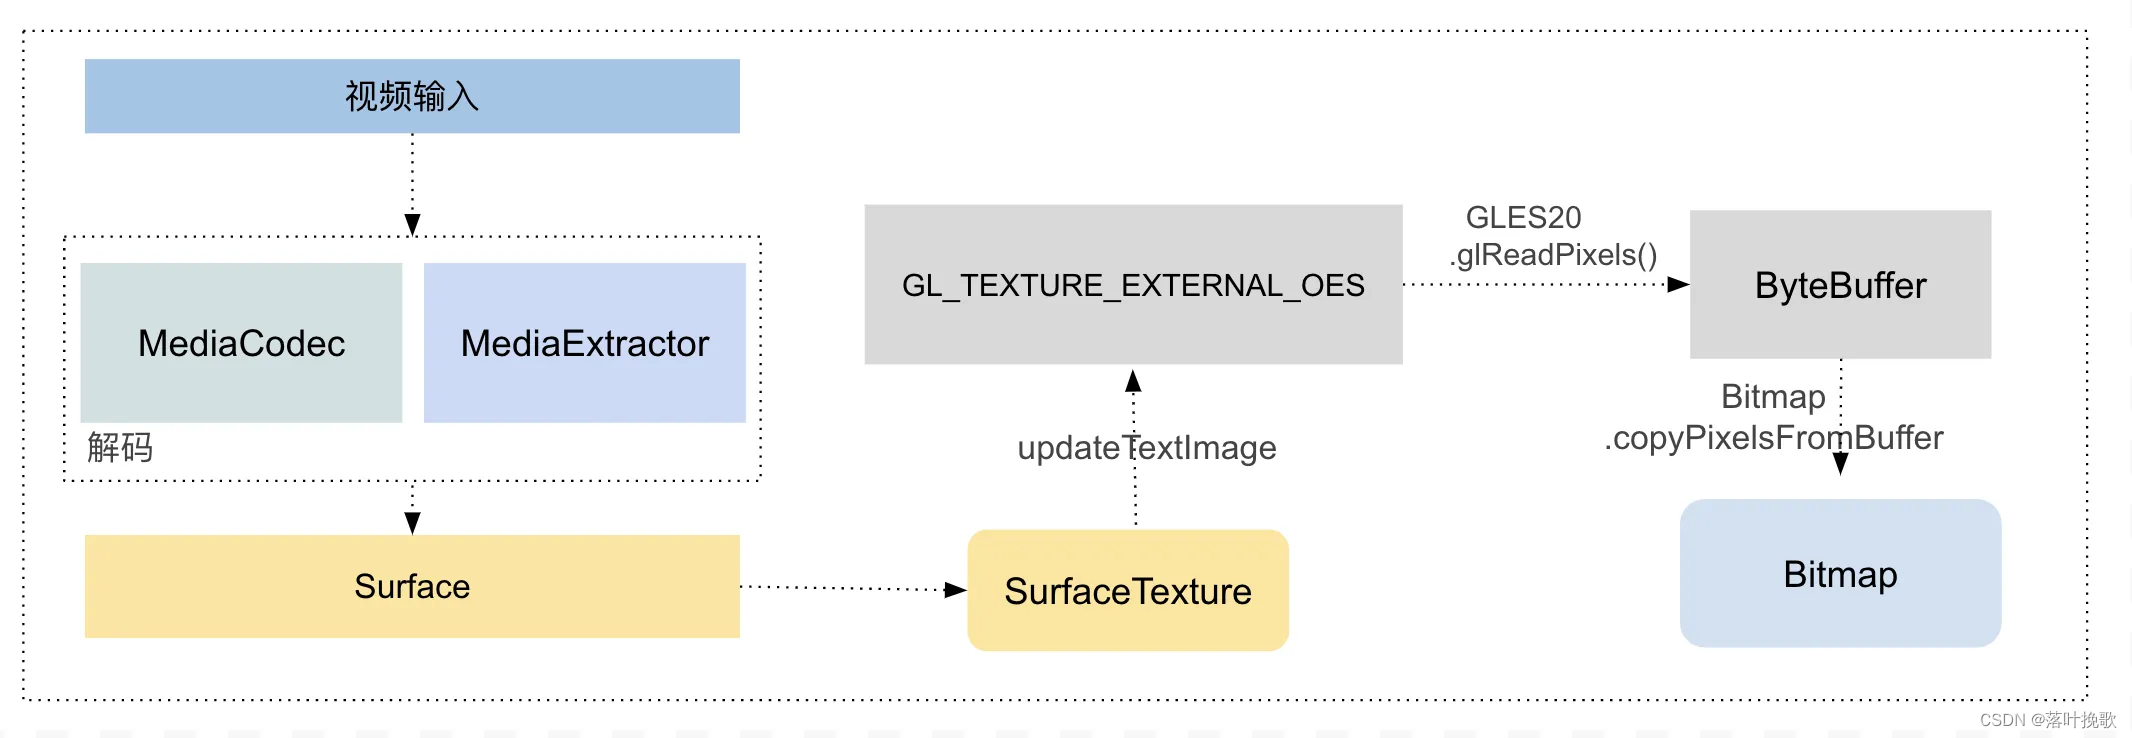 视频输入
MediaCodec
MediaExtractor
解码
Surface
SurfaceTexture
updateTextImage
GL_TEXTURE_EXTERNAL_OES
GLES20
.glReadPixels()
ByteBuffer
Bitmap
.copyPixelsFromBuffer
Bitmap
CSDN @落叶挽歌